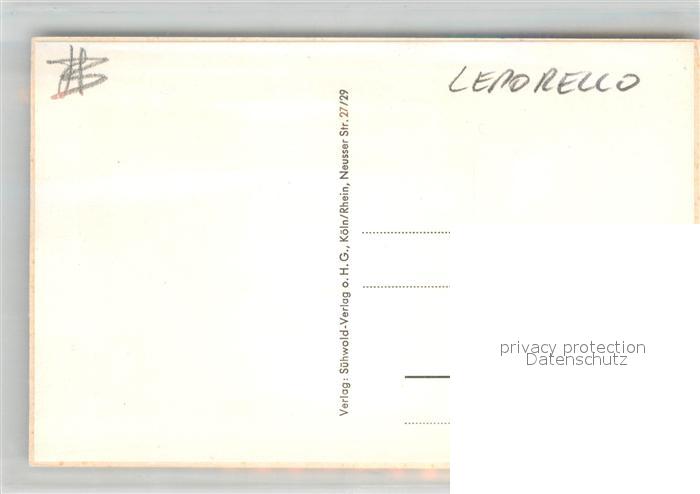 LEPORELLO
Verlag: Sühwold-Verlag o.H.G., Köln/Rhein, Neusser Str. 27/29
privacy protection
Datenschutz